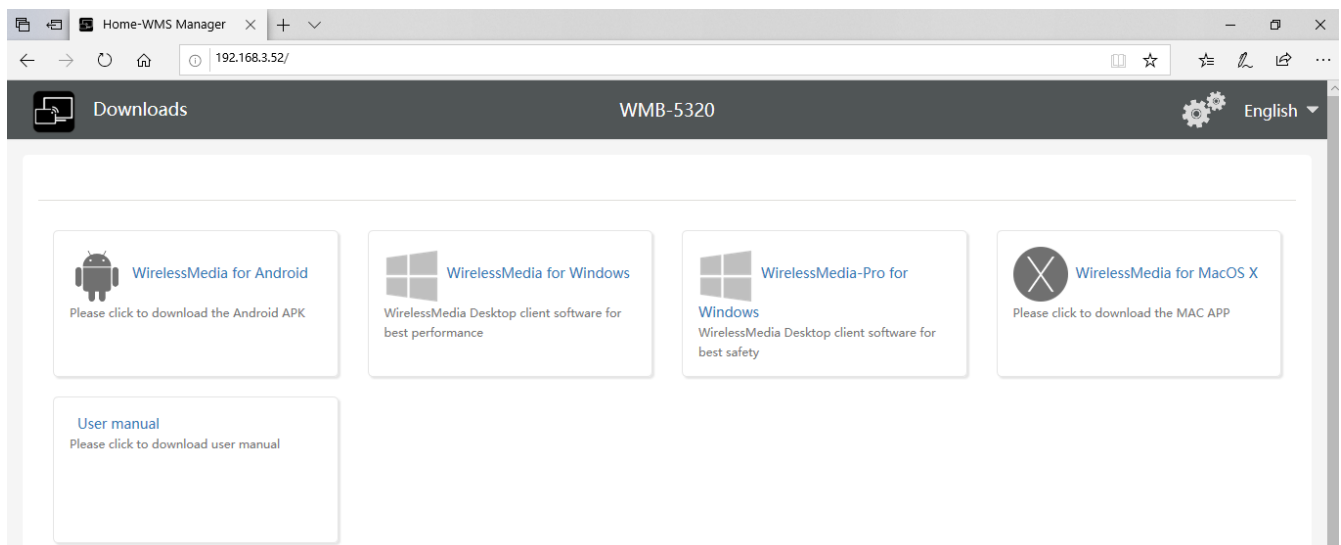 Home-WMS Manager
192.168.3.52/
Downloads
WMB-5320
English
WirelessMedia for Android
Please click to download the Android APK
WirelessMedia for Windows
WirelessMedia Desktop client software for
best performance
WirelessMedia-Pro for
Windows
WirelessMedia Desktop client software for
best safety
WirelessMedia for MacOS X
Please click to download the MAC APP
User manual
Please click to download user manual